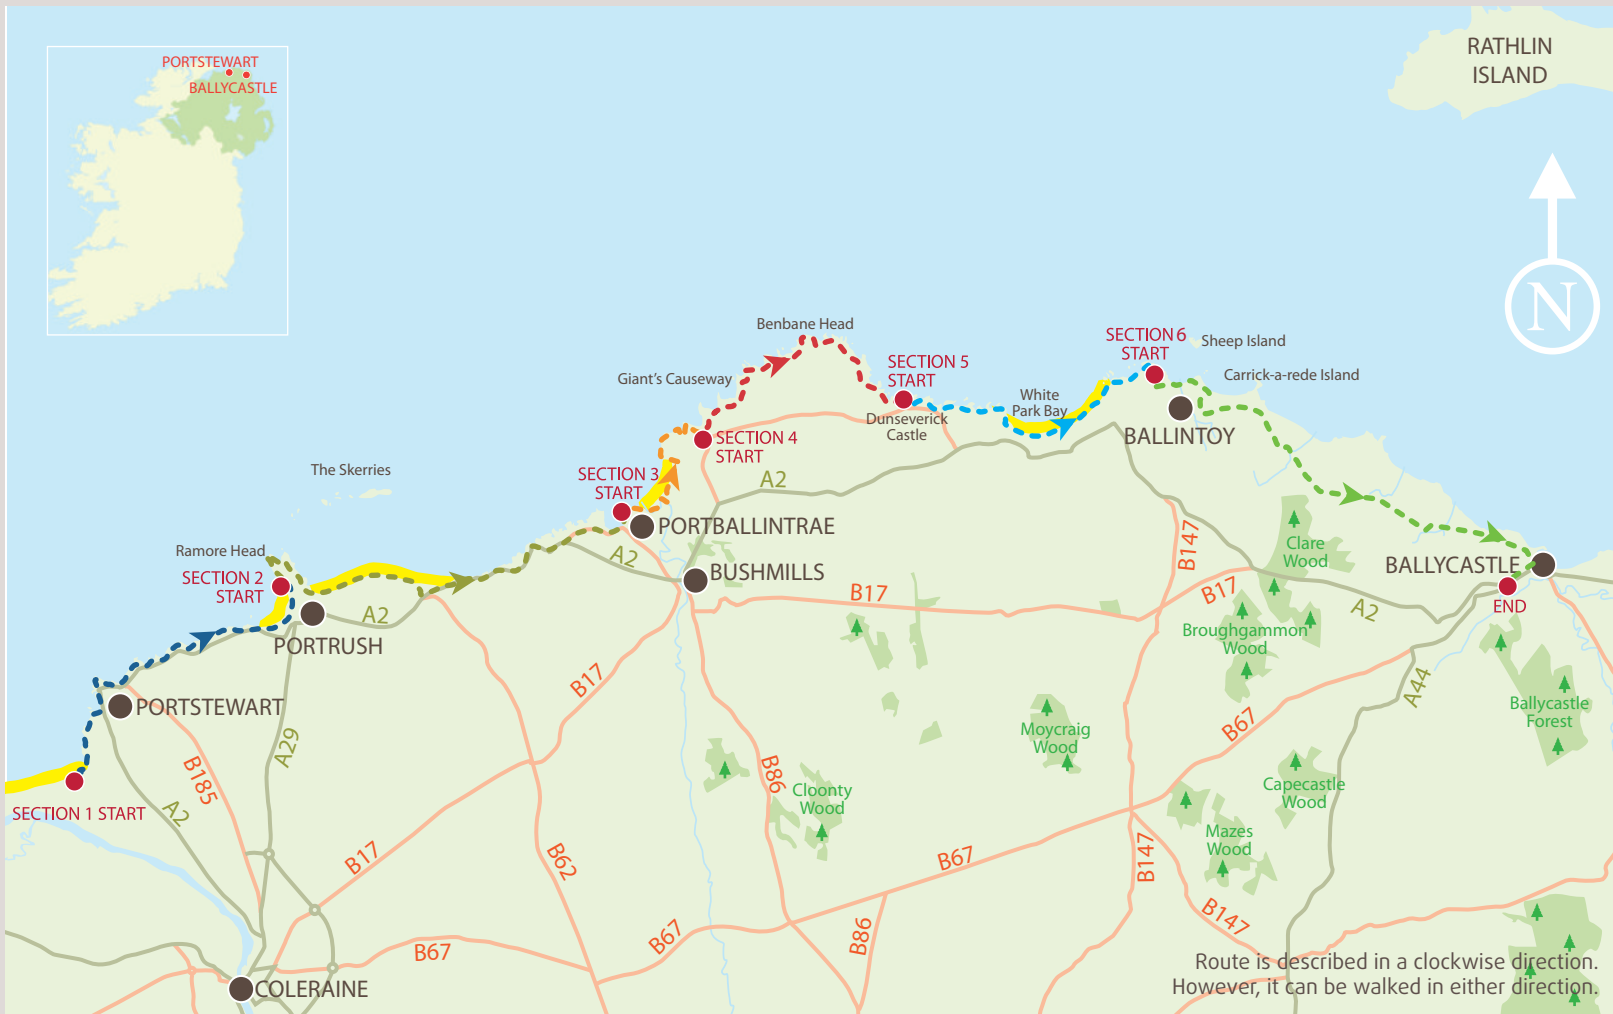 PORTSTEWART
BALLYCASTLE
RATHLIN
ISLAND
N
Benbane Head
Giant's Causeway
SECTION 5
START
Dunseverick
Castle
White
Park Bay
SECTION 6
START
Sheep Island
Carrick-a-rede Island
BALLINTOY
SECTION 4
START
SECTION 3
START
The Skerries
A2
PORTBALLINTRAE
A2
BUSHMILLS
Ramore Head
SECTION 2
START
A2
PORTRUSH
B17
B147
Clare
Wood
B17
BALLYCASTLE
END
A2
Broughgammon
Wood
A44
Ballycastle
Forest
PORTSTEWART
B17
A29
B185
A2
SECTION 1 START
B86
Cloonty
Wood
Moycraig
Wood
B67
Capecastle
Wood
Mazes
Wood
B17
B62
B67
B147
B147
B67
B67
B86
COLERAINE
Route is described in a clockwise direction.
However, it can be walked in either direction.